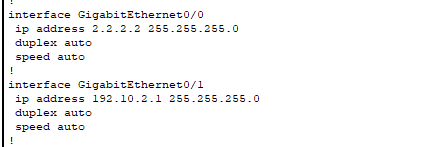 !
interface GigabitEthernet0/0
ip address 2.2.2.2 255.255.255.0
duplex auto
speed auto
!
interface GigabitEthernet0/1
ip address 192.10.2.1 255.255.255.0
duplex auto
speed auto
!